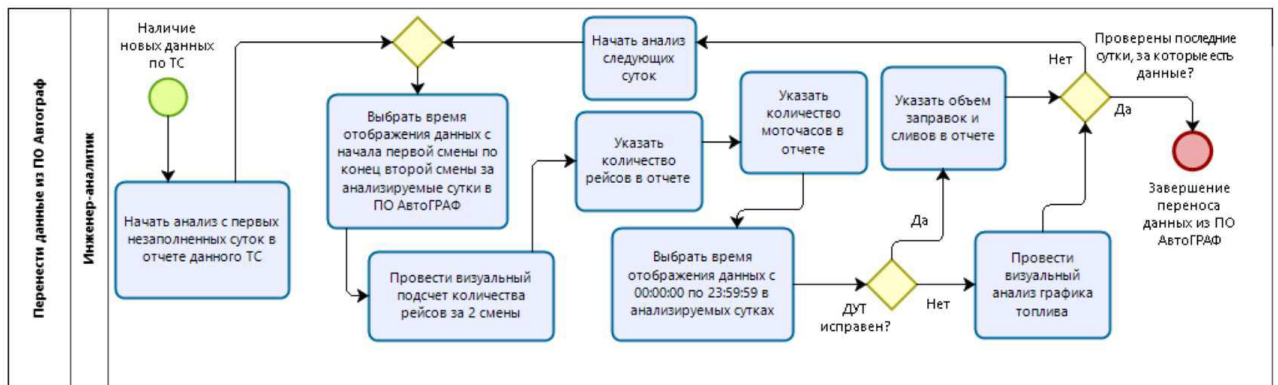 Перенести данные из ПО Автограф
Инженер-аналитик
Наличие
новых данных
по ТС
Начать анализ с первых
незаполненных суток в
отчете данного ТС
Выбрать время
отображения данных с
начала первой смены по
конец второй смены за
анализируемые сутки в
ПО АвтоГРАФ
Провести визуальный
подсчет количества
рейсов за 2 смены
Начать анализ
следующих
суток
Указать
количество
рейсов в отчете
Указать
количество
моточасов в
отчете
Выбрать время
отображения данных с
00:00:00 по 23:59:59 в
анализируемых сутках
ДУТ
исправен?
Да
Нет
Указать объем
заправок и
сливов в отчете
Провести
визуальный
анализ графика
топлива
Проверены последние
сутки, за которые есть
данные?
Нет
Да
Завершение
переноса
данных из ПО
АвтоГРАФ